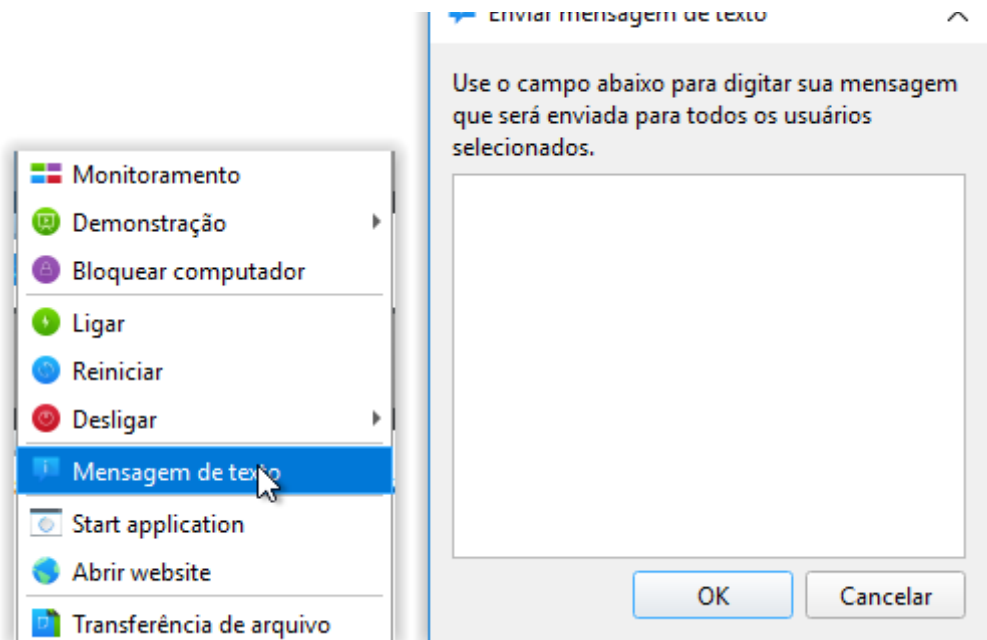 Monitoramento
Demonstração
Bloquear computador
Ligar
Reiniciar
Desligar
Mensagem de texto
Start application
Abrir website
Transferência de arquivo
Enviar mensagem de texto
Use o campo abaixo para digitar sua mensagem
que será enviada para todos os usuários
selecionados.
OK
Cancelar